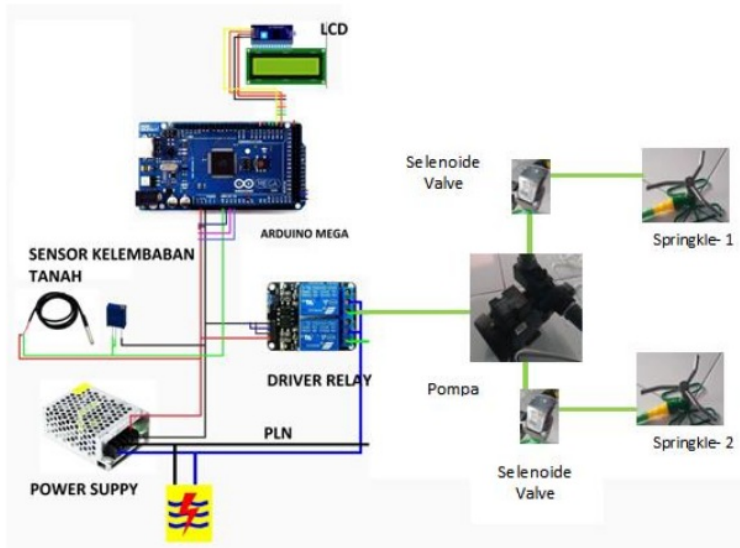 LCD
Selenoide
Valve
MEGA
ARDUINO MEGA
Springkle- 1
SENSOR KELEMBABAN
TANAH
DRIVER RELAY
Pompa
PLN
Springkle- 2
POWER SUPPY
Selenoide
Valve